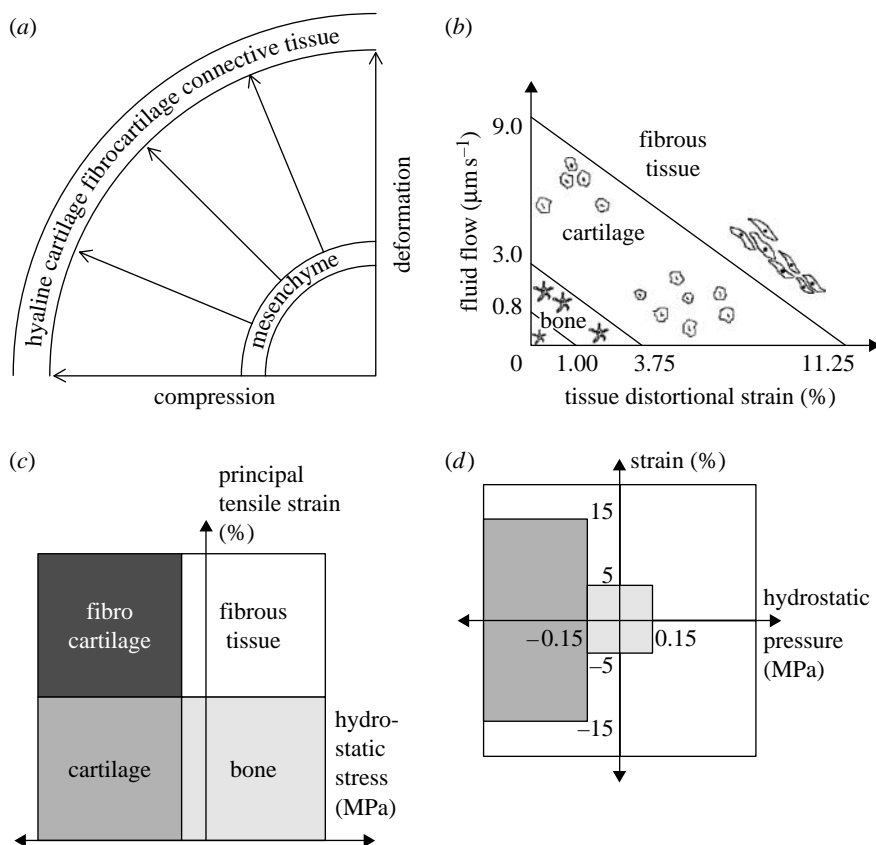 (a)
hyaline cartilage fibrocartilage connective tissue
mesenchyme
deformation
compression
(b)
9.0
3.0
0.8
0
1.00
3.75
11.25
fluid flow (μm s⁻¹)
fibrous
tissue
cartilage
bone
tissue distortional strain (%)
(c)
principal
tensile strain
(%)
fibro
cartilage
fibrous
tissue
cartilage
bone
hydro-
static
stress
(MPa)
(d)
strain (%)
15
5
hydrostatic
−0.15
0.15
pressure
(MPa)
−5
−15